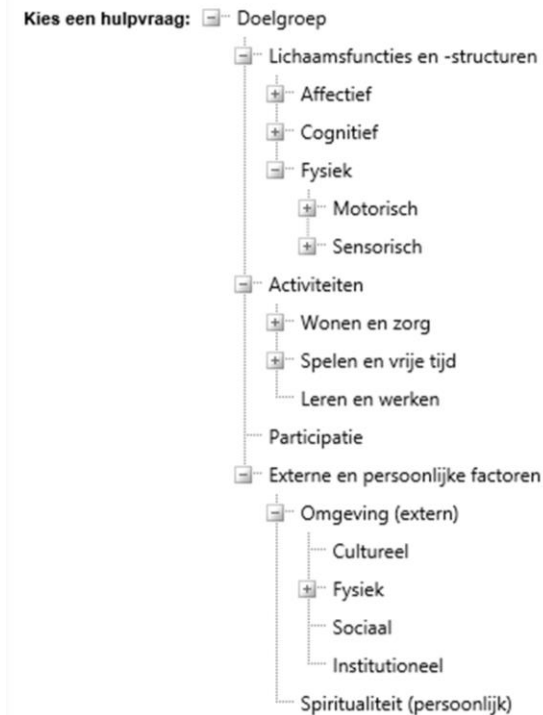 Kies een hulpvraag: Doelgroep
Lichaamsfuncties en -structuren
Affectief
Cognitief
Fysiek
Motorisch
Sensorisch
Activiteiten
Wonen en zorg
Spelen en vrije tijd
Leren en werken
Participatie
Externe en persoonlijke factoren
Omgeving (extern)
Cultureel
Fysiek
Sociaal
Institutioneel
Spiritualiteit (persoonlijk)